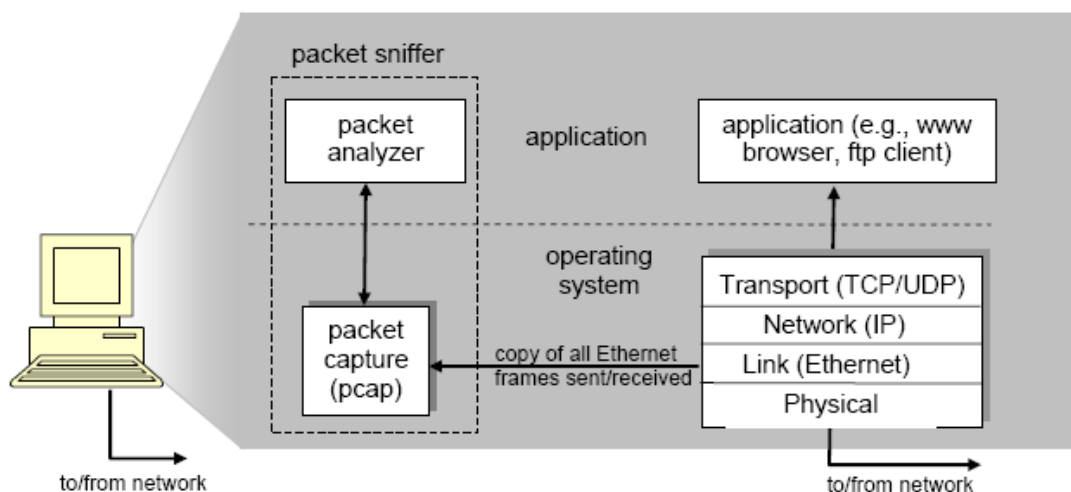 packet sniffer
packet
analyzer
application
application (e.g., www
browser, ftp client)
operating
system
packet
capture
(pcap)
copy of all Ethernet
frames sent/received
Transport (TCP/UDP)
Network (IP)
Link (Ethernet)
Physical
to/from network
to/from network